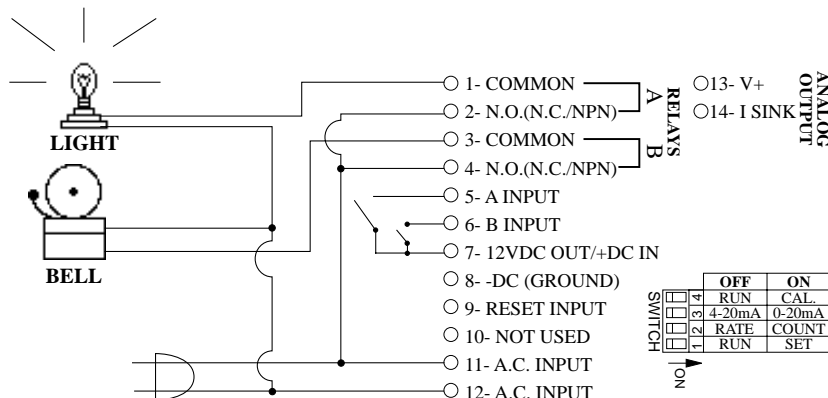 LIGHT
BELL
1- COMMON
2- N.O.(N.C./NPN)
3- COMMON
4- N.O.(N.C./NPN)
5- A INPUT
6- B INPUT
7- 12VDC OUT/+DC IN
8- -DC (GROUND)
9- RESET INPUT
10- NOT USED
11- A.C. INPUT
12- A.C. INPUT
A
B
RELAYS
13- V+
14- I SINK
ANALOG
OUTPUT
SWITCH
OFF ON
4 RUN CAL.
3 4-20mA 0-20mA
2 RATE COUNT
1 RUN SET
ON